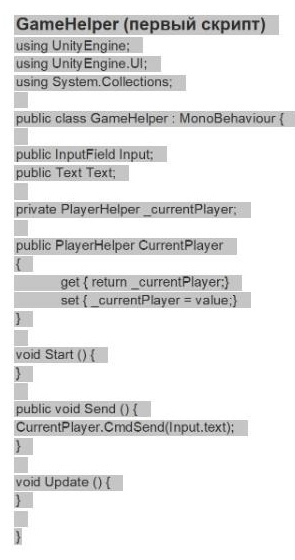 GameHelper (первый скрипт)
using UnityEngine;
using UnityEngine.UI;
using System.Collections;
public class GameHelper : MonoBehaviour {
public InputField Input;
public Text Text;
private PlayerHelper _currentPlayer;
public PlayerHelper CurrentPlayer
{
get { return _currentPlayer;}
set { _currentPlayer = value;}
}
void Start () {
}
public void Send () {
CurrentPlayer.CmdSend(Input.text);
}
void Update () {
}
}